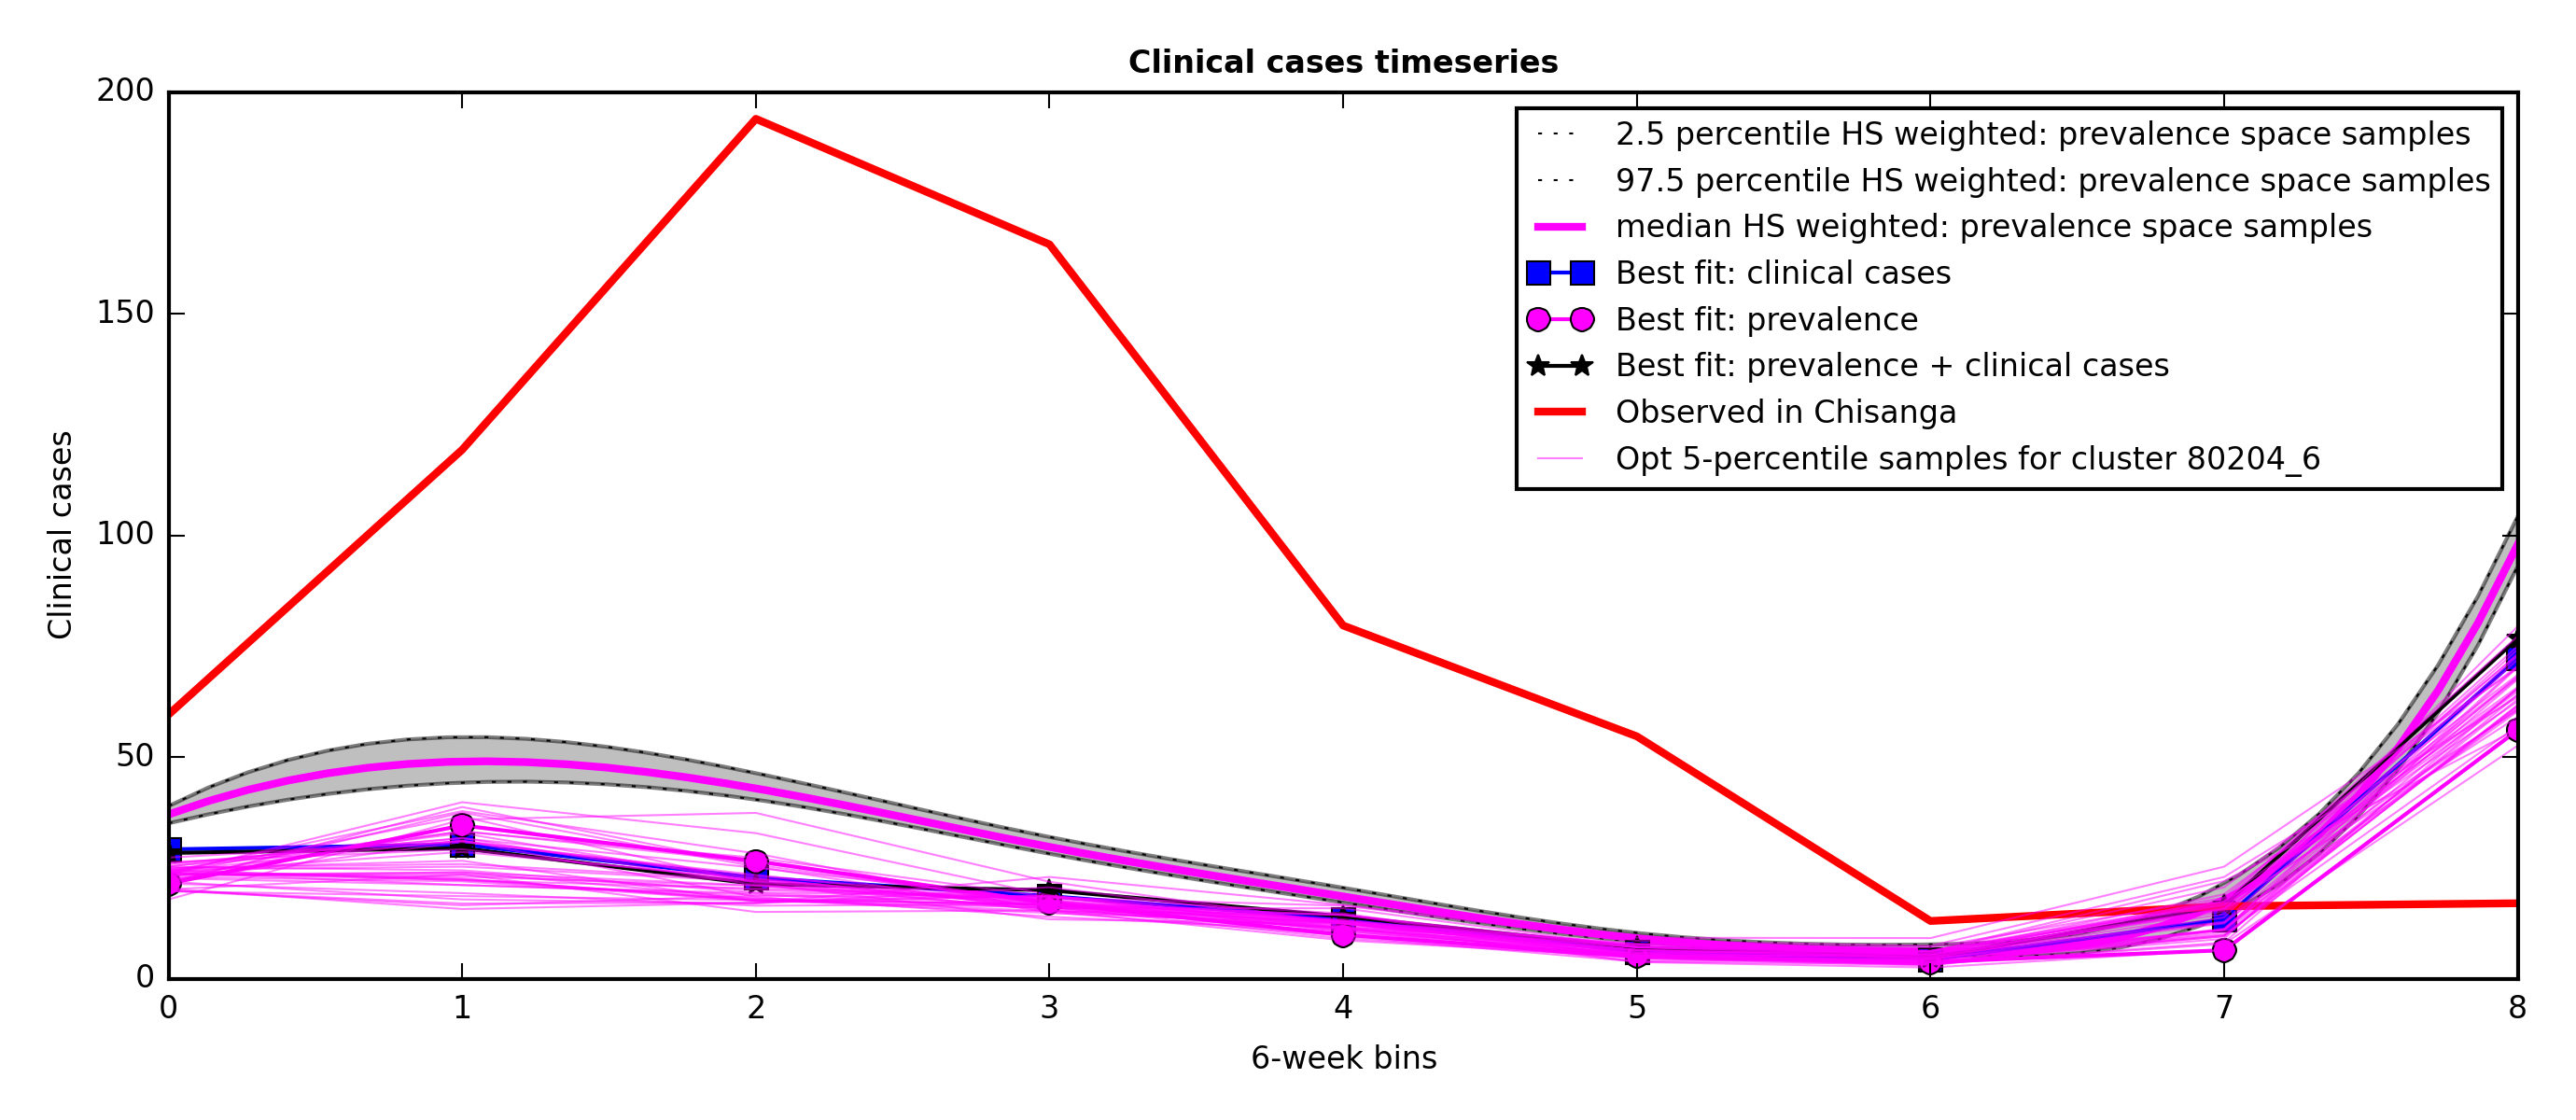 Clinical cases timeseries
200
150
100
50
0
Clinical cases
2.5 percentile HS weighted: prevalence space samples
97.5 percentile HS weighted: prevalence space samples
median HS weighted: prevalence space samples
Best fit: clinical cases
Best fit: prevalence
Best fit: prevalence + clinical cases
Observed in Chisanga
Opt 5-percentile samples for cluster 80204_6
0 1 2 3 4 5 6 7 8
6-week bins